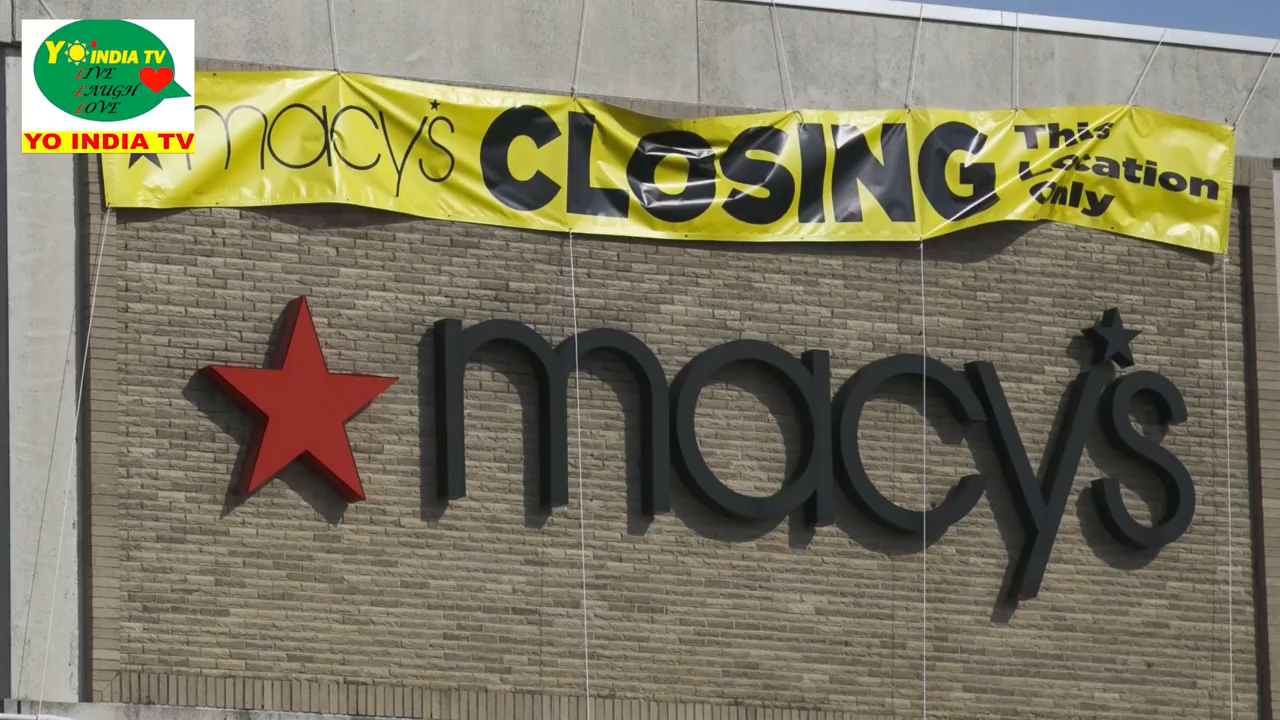 YO INDIA TV
LIVE
LAUGH
LOVE
YO INDIA TV
macy's CLOSING This Location Only
macy's